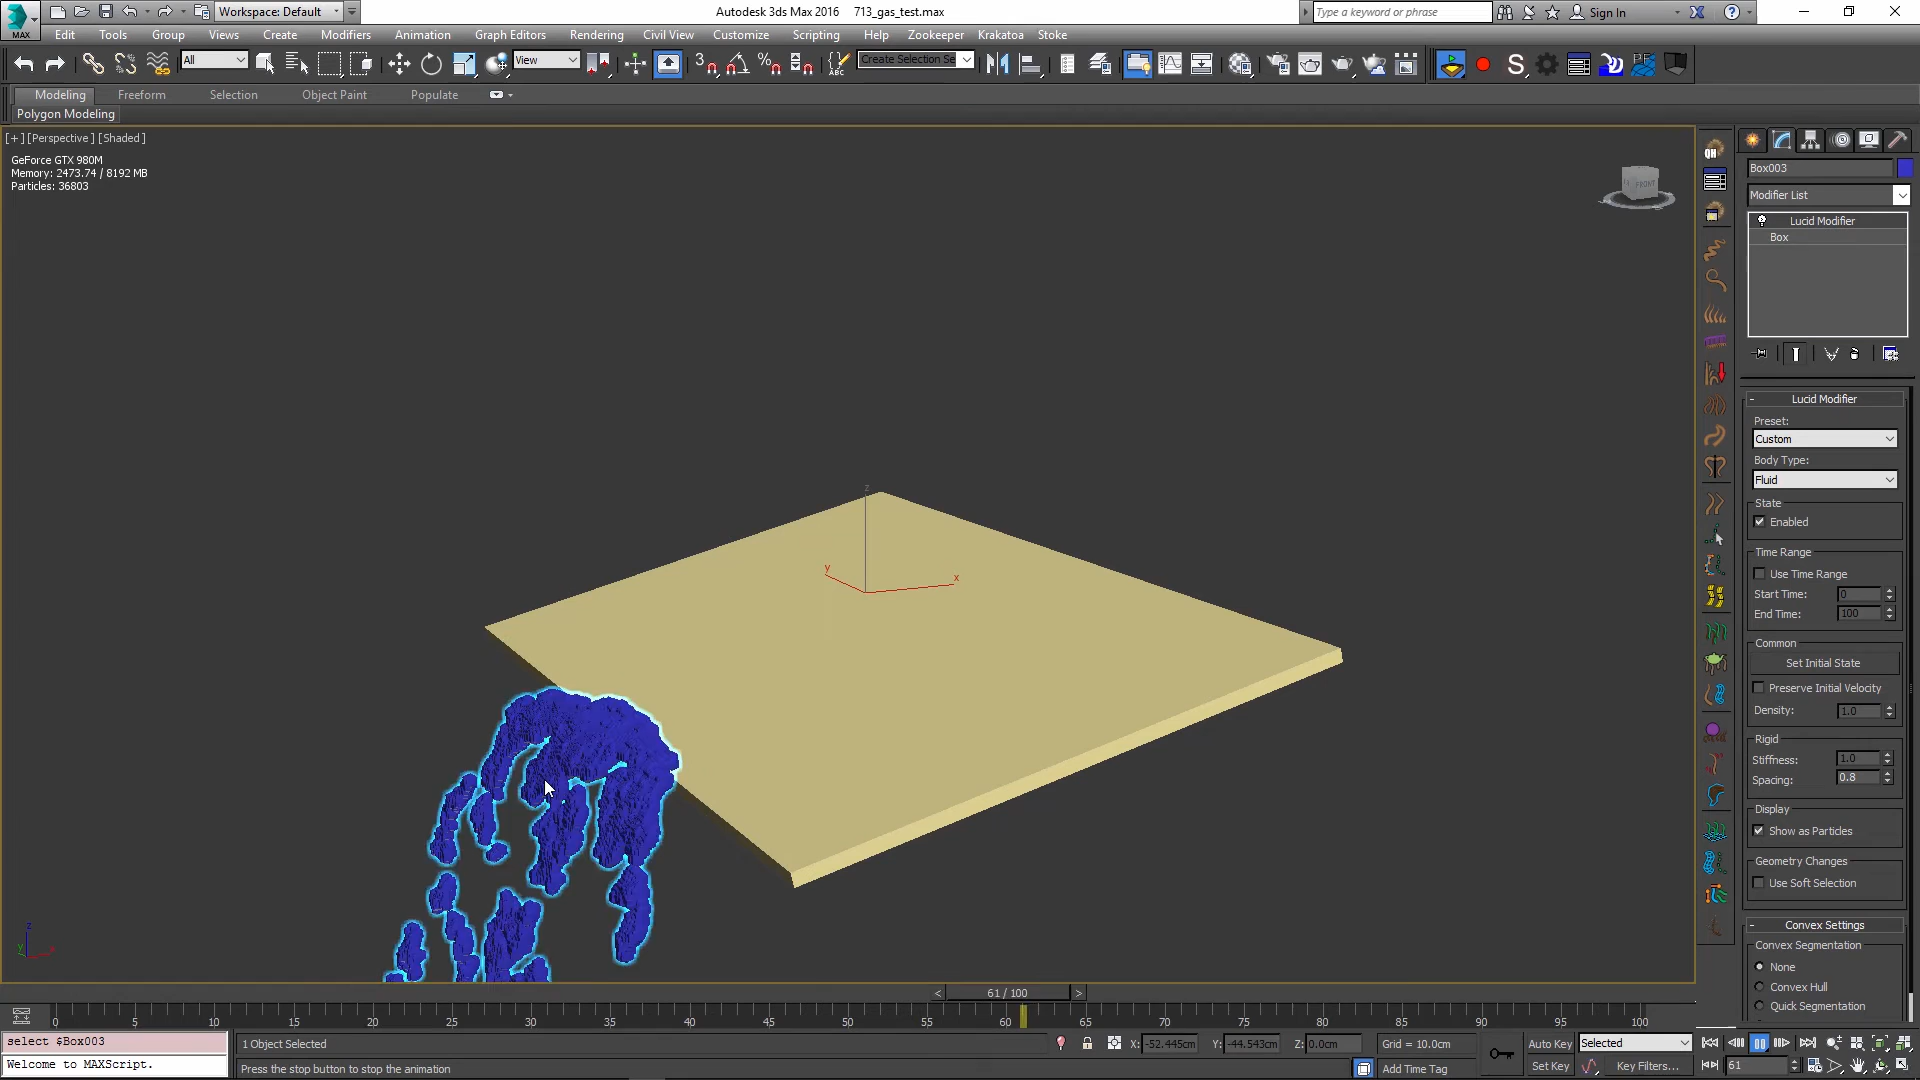 Workspace: Default
Autodesk 3ds Max 2016    713_gas_test.max
Type a keyword or phrase
Sign In
MAX
Edit Tools Group Views Create Modifiers Animation Graph Editors Rendering Civil View Customize Scripting Help Zookeeper Krakatoa Stoke
All
View
3
ABC
Create Selection Se
S
PF
Modeling Freeform Selection Object Paint Populate
Polygon Modeling
[+] [Perspective] [Shaded]
GeForce GTX 980M
Memory: 2473.74 / 8192 MB
Particles: 36803
FRONT
QH
z
y
x
z
y
Box003
Modifier List
Lucid Modifier
Box
- Lucid Modifier
Preset:
Custom
Body Type:
Fluid
State
Enabled
Time Range
Use Time Range
Start Time: 0
End Time: 100
Common
Set Initial State
Preserve Initial Velocity
Density: 1.0
Rigid
Stiffness: 1.0
Spacing: 0.8
Display
Show as Particles
Geometry Changes
Use Soft Selection
- Convex Settings
Convex Segmentation
None
Convex Hull
Quick Segmentation
< 61 / 100 >
0 5 10 15 20 25 30 35 40 45 50 55 60 65 70 75 80 85 90 95 100
select $Box003
Welcome to MAXScript.
1 Object Selected
Press the stop button to stop the animation
X: -52.445cm Y: -44.543cm Z: 0.0cm
Grid = 10.0cm
Add Time Tag
Auto Key
Selected
Set Key
Key Filters...
61